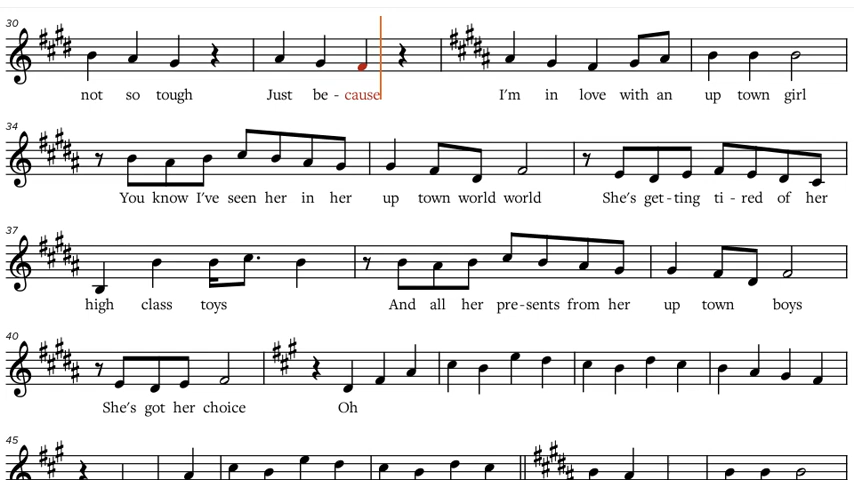 30
not so tough Just be - cause I'm in love with an up town girl
34
You know I've seen her in her up town world world She's get - ting ti - red of her
37
high class toys And all her pre - sents from her up town boys
40
She's got her choice Oh
45